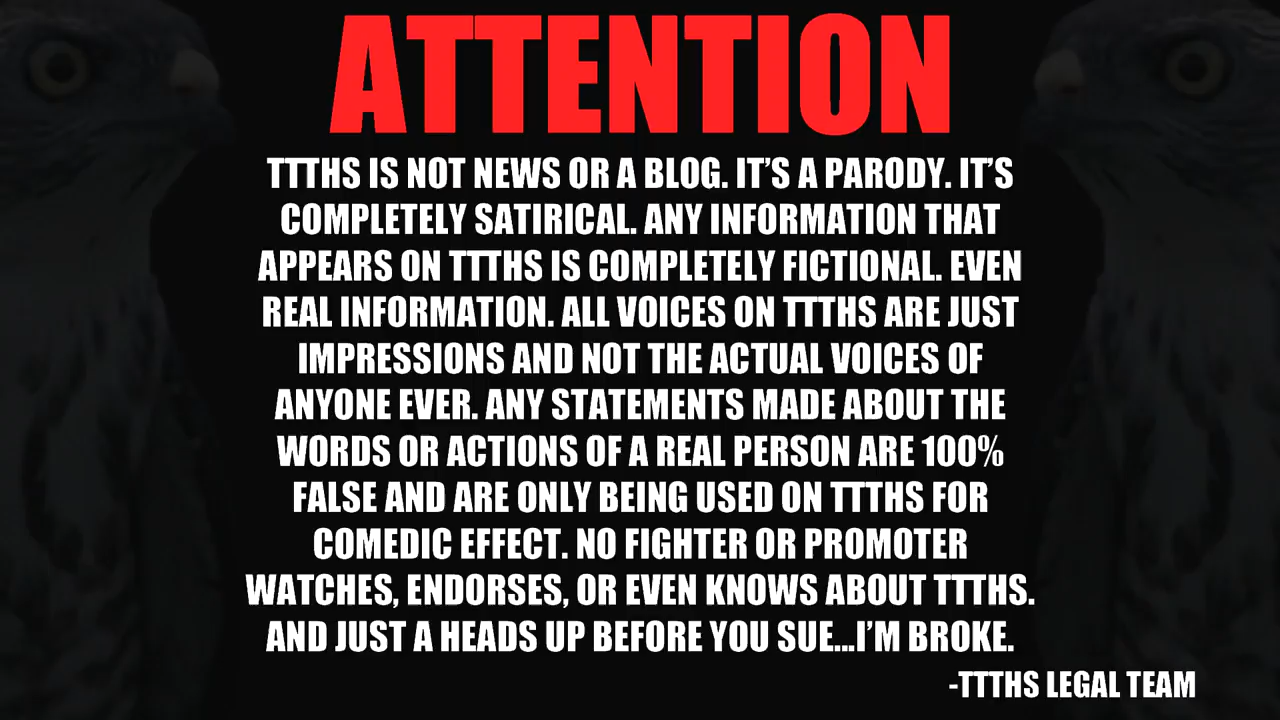 ATTENTION
TTTHS IS NOT NEWS OR A BLOG. IT'S A PARODY. IT'S
COMPLETELY SATIRICAL. ANY INFORMATION THAT
APPEARS ON TTTHS IS COMPLETELY FICTIONAL. EVEN
REAL INFORMATION. ALL VOICES ON TTTHS ARE JUST
IMPRESSIONS AND NOT THE ACTUAL VOICES OF
ANYONE EVER. ANY STATEMENTS MADE ABOUT THE
WORDS OR ACTIONS OF A REAL PERSON ARE 100%
FALSE AND ARE ONLY BEING USED ON TTTHS FOR
COMEDIC EFFECT. NO FIGHTER OR PROMOTER
WATCHES, ENDORSES, OR EVEN KNOWS ABOUT TTTHS.
AND JUST A HEADS UP BEFORE YOU SUE...I'M BROKE.
-TTTHS LEGAL TEAM